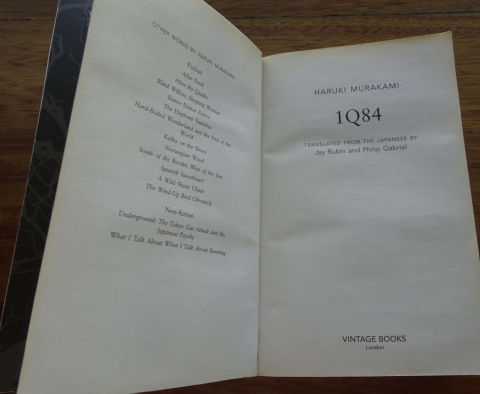 OTHER WORKS BY HARUKI MURAKAMI
Fiction
After Dark
After the Quake
Blind Willow, Sleeping Woman
Dance Dance Dance
The Elephant Vanishes
Hard-Boiled Wonderland and the End of the
World
Kafka on the Shore
Norwegian Wood
South of the Border, West of the Sun
Sputnik Sweetheart
A Wild Sheep Chase
The Wind-Up Bird Chronicle
Non-fiction
Underground: The Tokyo Gas Attack and the
Japanese Psyche
What I Talk About When I Talk About Running
HARUKI MURAKAMI
1Q84
TRANSLATED FROM THE JAPANESE BY
Jay Rubin and Philip Gabriel
VINTAGE BOOKS
London